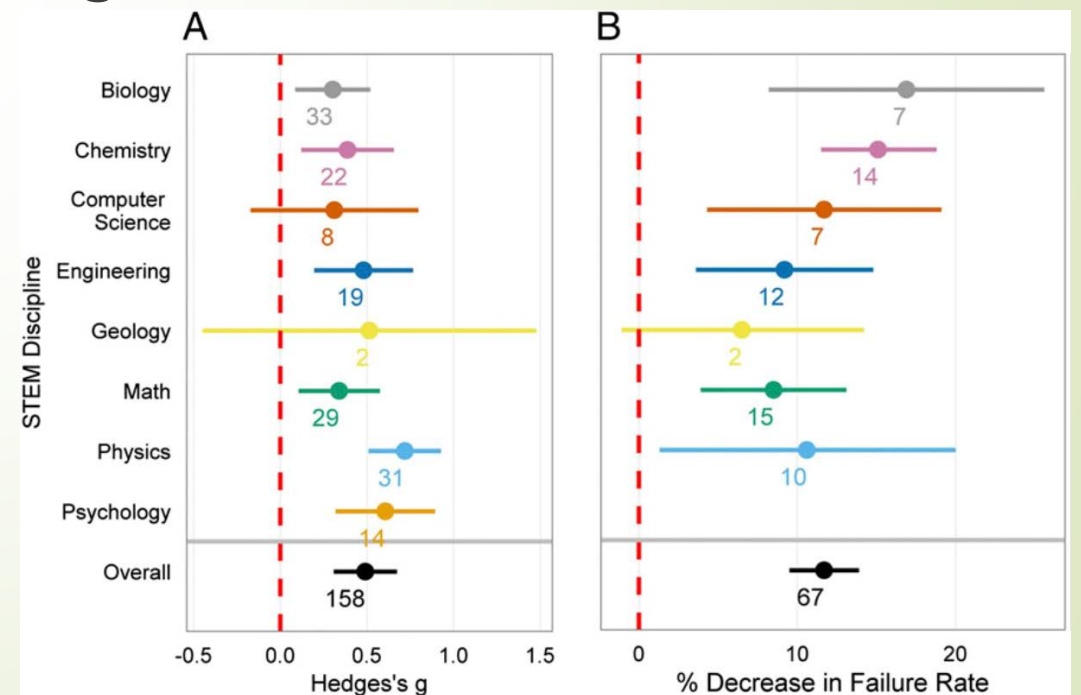 A
B
STEM Discipline
Biology
33
7
Chemistry
22
14
Computer
Science
8
7
Engineering
19
12
Geology
2
2
Math
29
15
Physics
31
10
Psychology
14
Overall
158
67
-0.5 0.0 0.5 1.0 1.5
0 10 20
Hedges's g
% Decrease in Failure Rate